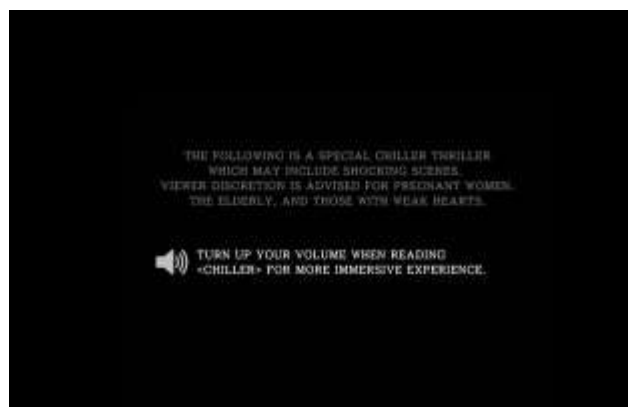 THE FOLLOWING IS A SPECIAL CHILLER THRILLER
WHICH MAY INCLUDE SHOCKING SCENES.
VIEWER DISCRETION IS ADVISED FOR PREGNANT WOMEN,
THE ELDERLY, AND THOSE WITH WEAK HEARTS.
TURN UP YOUR VOLUME WHEN READING
<CHILLER> FOR MORE IMMERSIVE EXPERIENCE.